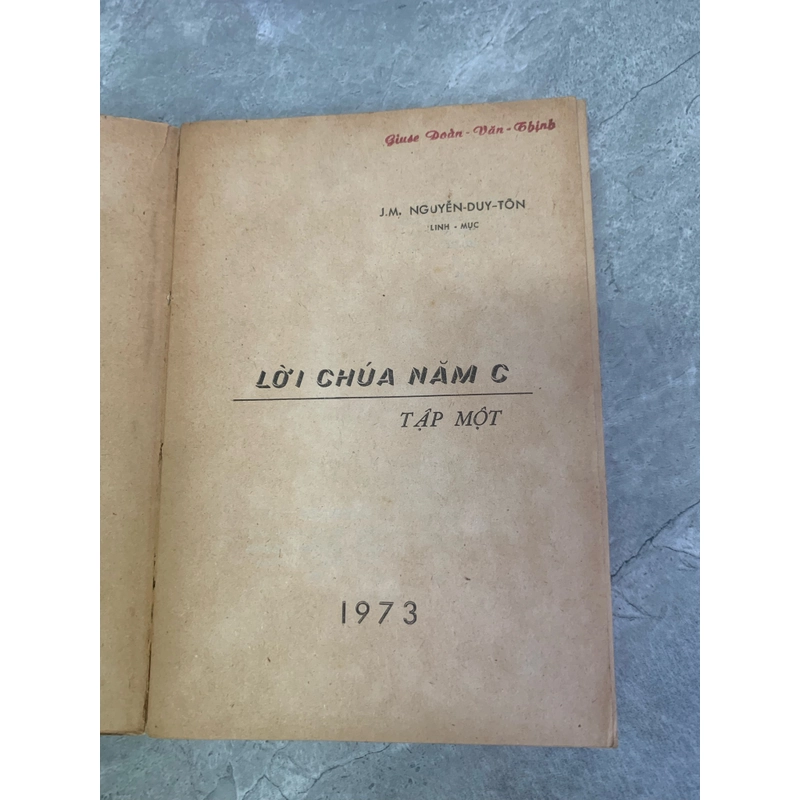 Giuse Đoàn - Văn - Thịnh
J.M. NGUYỄN-DUY-TÔN
LINH - MỤC
LỜI CHÚA NĂM C
TẬP MỘT
1973